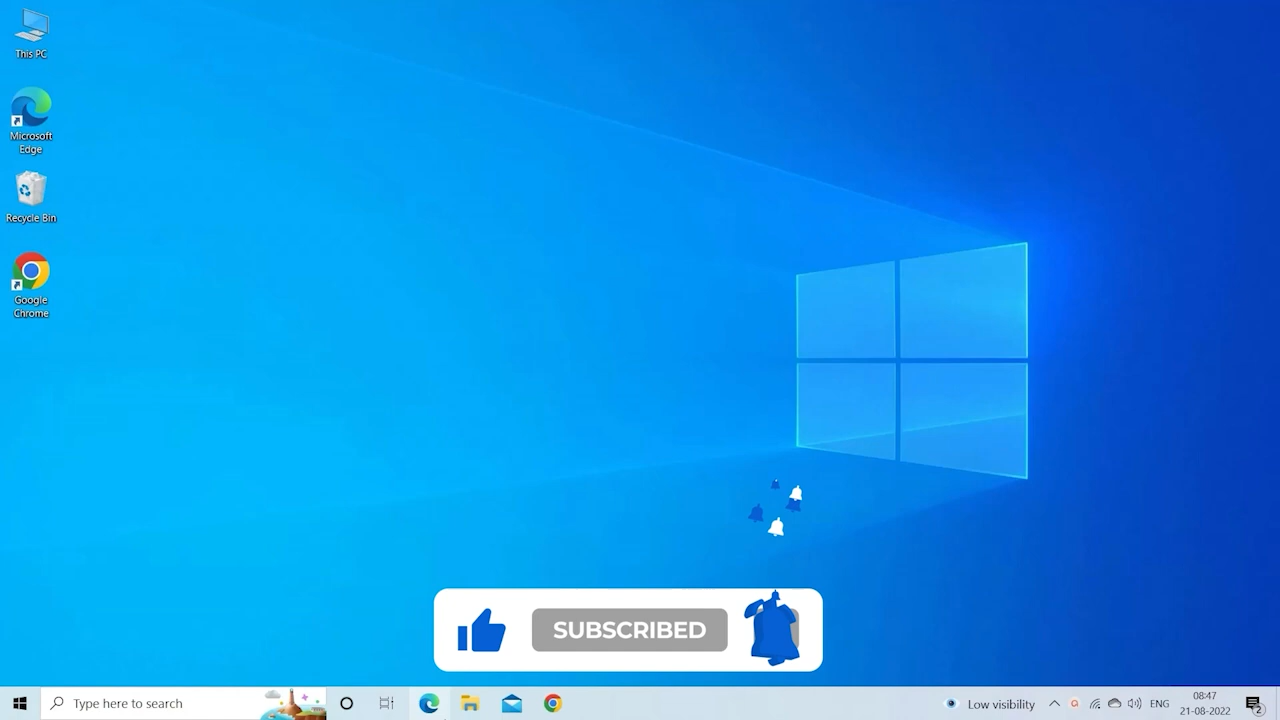 This PC
Microsoft
Edge
Recycle Bin
Google
Chrome
SUBSCRIBED
Type here to search
Low visibility
ENG
08:47
21-08-2022
2